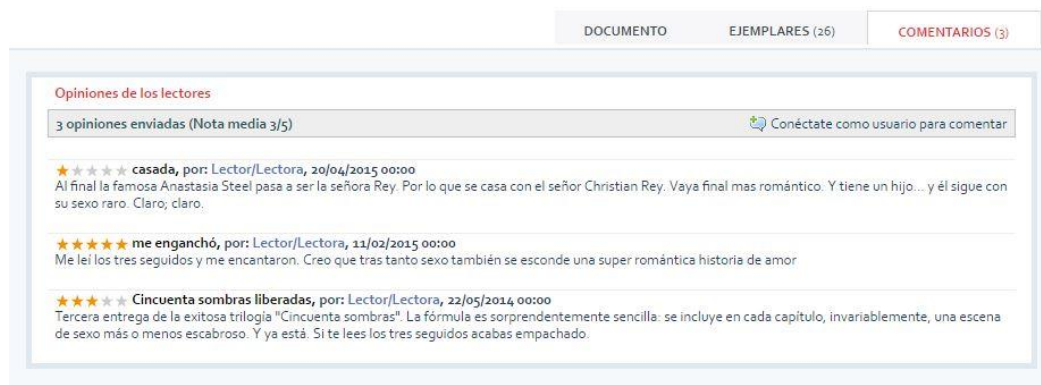 DOCUMENTO
EJEMPLARES (26)
COMENTARIOS (3)
Opiniones de los lectores
3 opiniones enviadas (Nota media 3/5)
Conéctate como usuario para comentar
casada, por: Lector/Lectora, 20/04/2015 00:00
Al final la famosa Anastasia Steel pasa a ser la señora Rey. Por lo que se casa con el señor Christian Rey. Vaya final mas romántico. Y tiene un hijo... y él sigue con
su sexo raro. Claro; claro.
me enganchó, por: Lector/Lectora, 11/02/2015 00:00
Me leí los tres seguidos y me encantaron. Creo que tras tanto sexo también se esconde una super romántica historia de amor
Cincuenta sombras liberadas, por: Lector/Lectora, 22/05/2014 00:00
Tercera entrega de la exitosa trilogía "Cincuenta sombras". La fórmula es sorprendentemente sencilla: se incluye en cada capítulo, invariablemente, una escena
de sexo más o menos escabroso. Y ya está. Si te lees los tres seguidos acabas empachado.